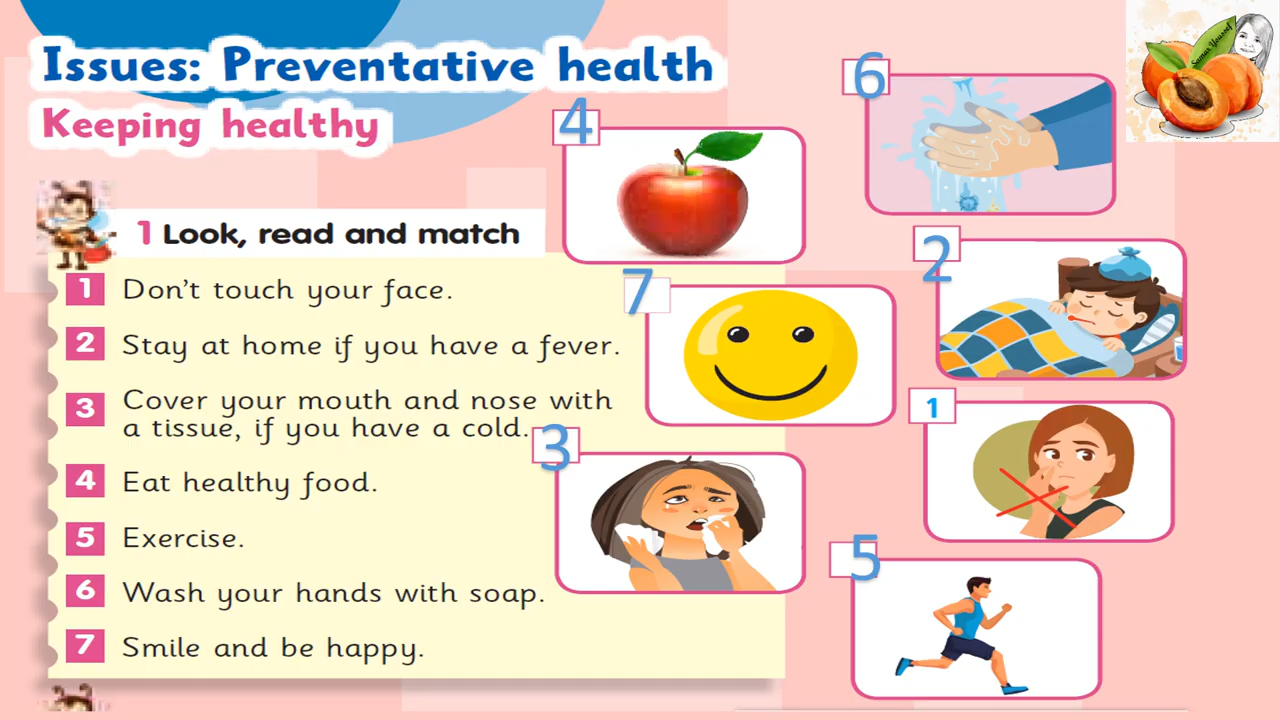 Issues: Preventative health
Keeping healthy
1 Look, read and match
1 Don't touch your face.
2 Stay at home if you have a fever.
3 Cover your mouth and nose with
a tissue, if you have a cold.
4 Eat healthy food.
5 Exercise.
6 Wash your hands with soap.
7 Smile and be happy.
4
6
7
2
3
1
5
Samar Youssef